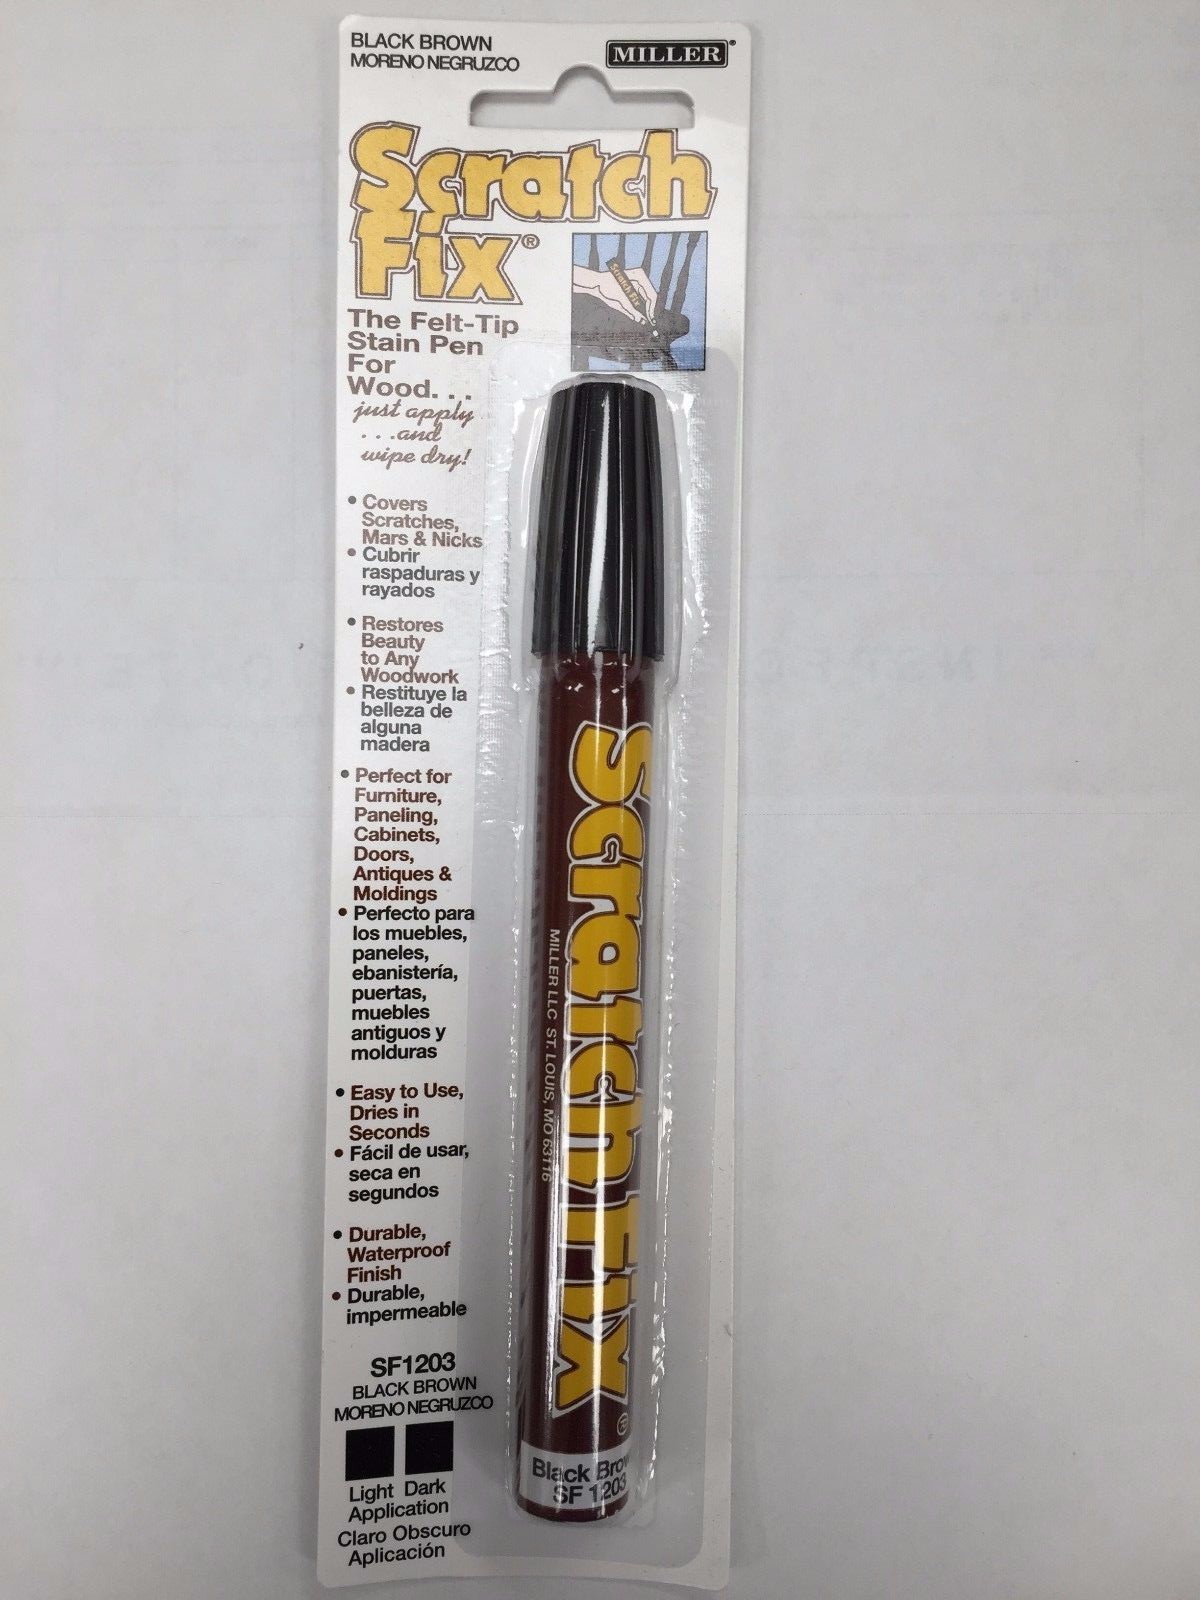 BLACK BROWN
MORENO NEGRUZCO
MILLER®
Scratch
Fix®
Scratch Fix
The Felt-Tip
Stain Pen
For
Wood. . .
just apply
. . .and
wipe dry!
• Covers
Scratches,
Mars & Nicks
• Cubrir
raspaduras y
rayados
• Restores
Beauty
to Any
Woodwork
• Restituye la
belleza de
alguna
madera
• Perfect for
Furniture,
Paneling,
Cabinets,
Doors,
Antiques &
Moldings
• Perfecto para
los muebles,
paneles,
ebanistería,
puertas,
muebles
antiguos y
molduras
• Easy to Use,
Dries in
Seconds
• Fácil de usar,
seca en
segundos
• Durable,
Waterproof
Finish
• Durable,
impermeable
SF1203
BLACK BROWN
MORENO NEGRUZCO
Light Dark
Application
Claro Obscuro
Aplicación
Scratch Fix®
MILLER LLC ST. LOUIS, MO 63116
Black Brow
SF 1203